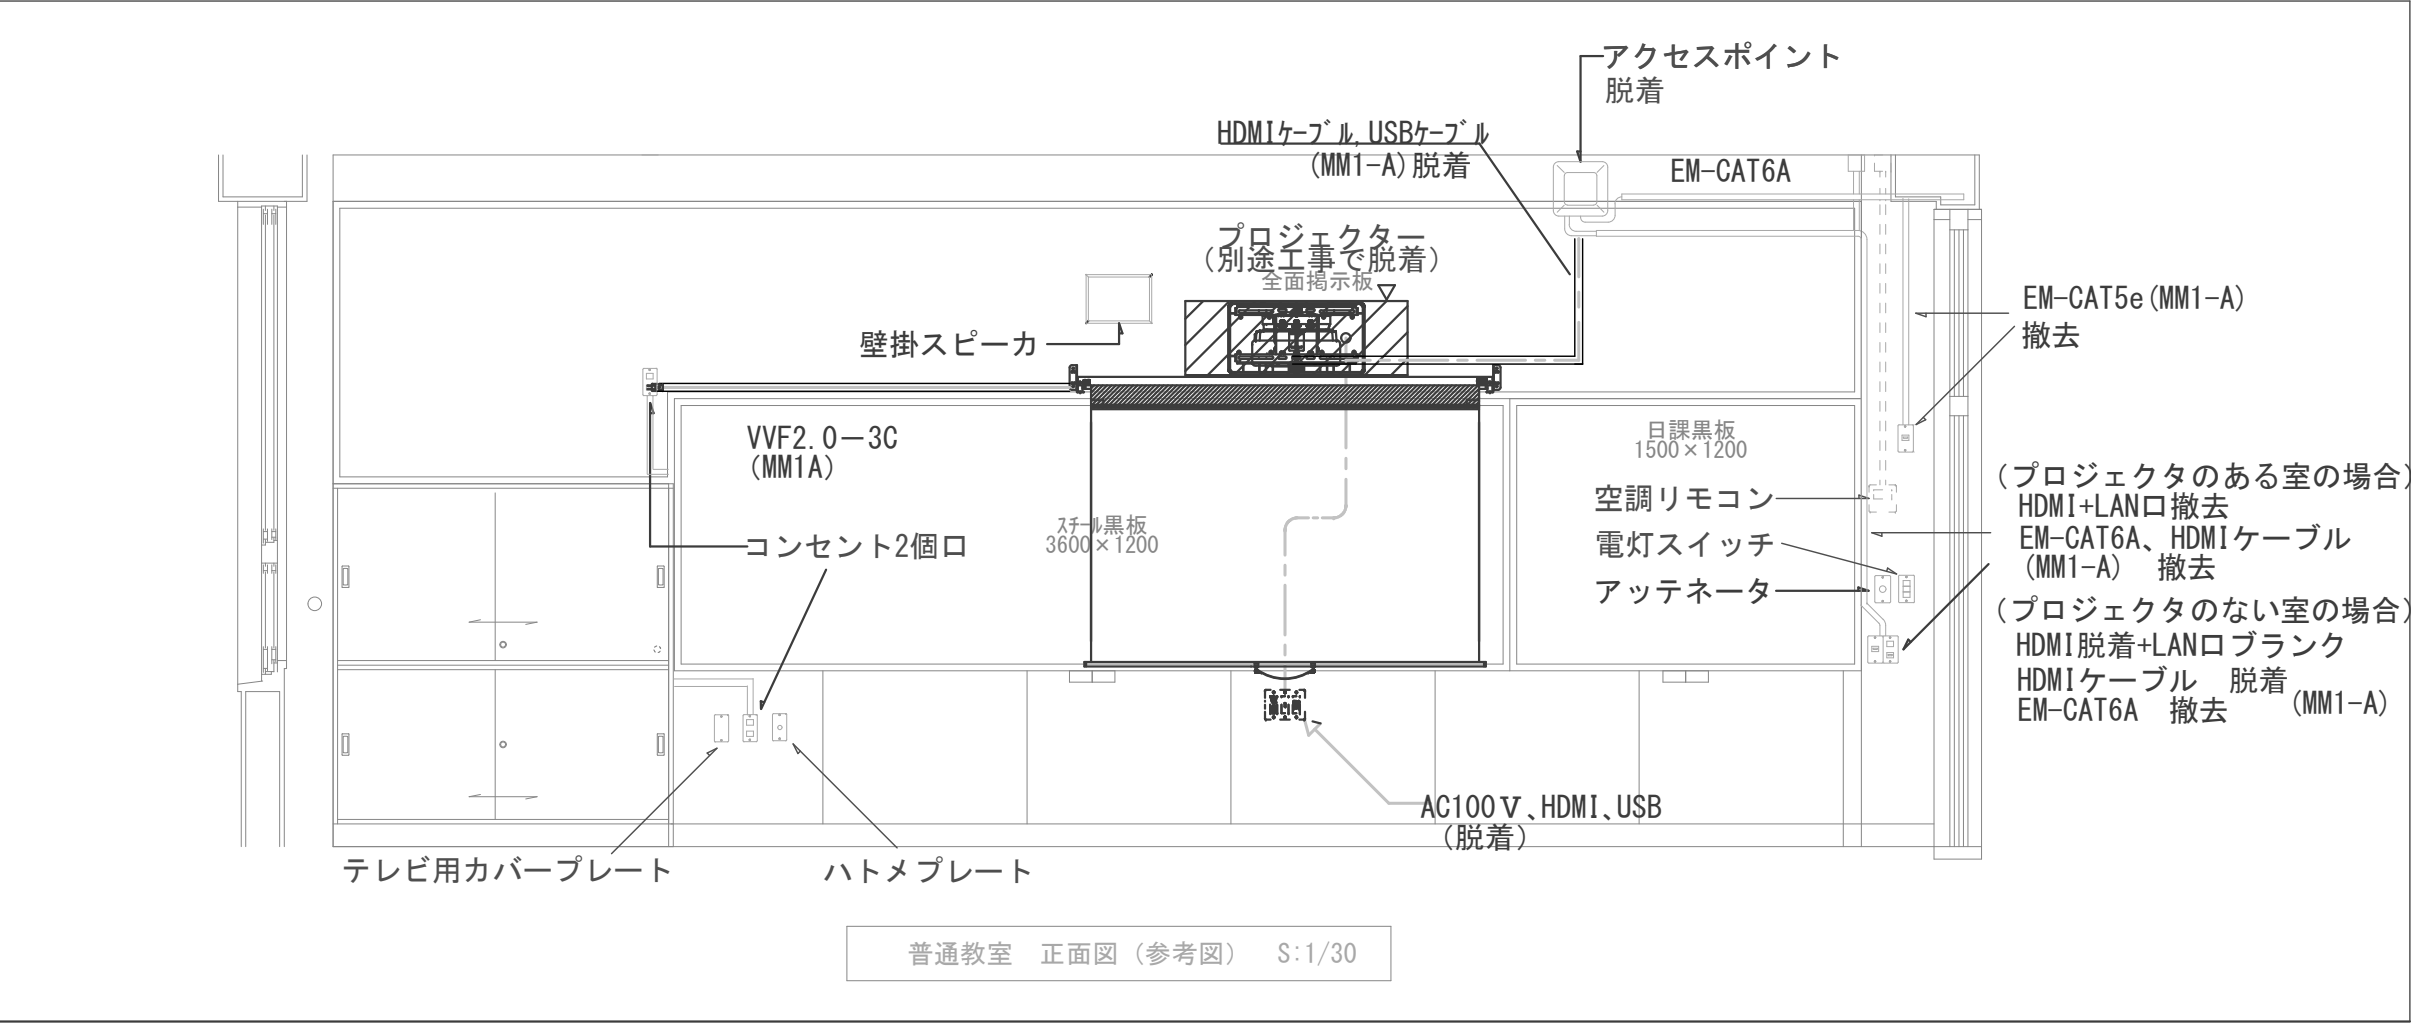 アクセスポイント
脱着
HDMIｹｰﾌﾞﾙ,USBｹｰﾌﾞﾙ
(MM1-A)脱着
EM-CAT6A
プロジェクター
(別途工事で脱着)
全面掲示板
壁掛スピーカ
EM-CAT5e(MM1-A)
撤去
VVF2.0－3C
(MM1A)
日課黒板
1500×1200
空調リモコン
電灯スイッチ
アッテネータ
コンセント2個口
ｽﾁｰﾙ黒板
3600×1200
(プロジェクタのある室の場合)
HDMI+LAN口撤去
EM-CAT6A、HDMIケーブル
(MM1-A)　撤去
(プロジェクタのない室の場合)
HDMI脱着+LAN口ブランク
HDMIケーブル　脱着
EM-CAT6A　撤去
(MM1-A)
AC100Ｖ、HDMI、USB
(脱着)
テレビ用カバープレート
ハトメプレート
普通教室　正面図（参考図）　S:1/30